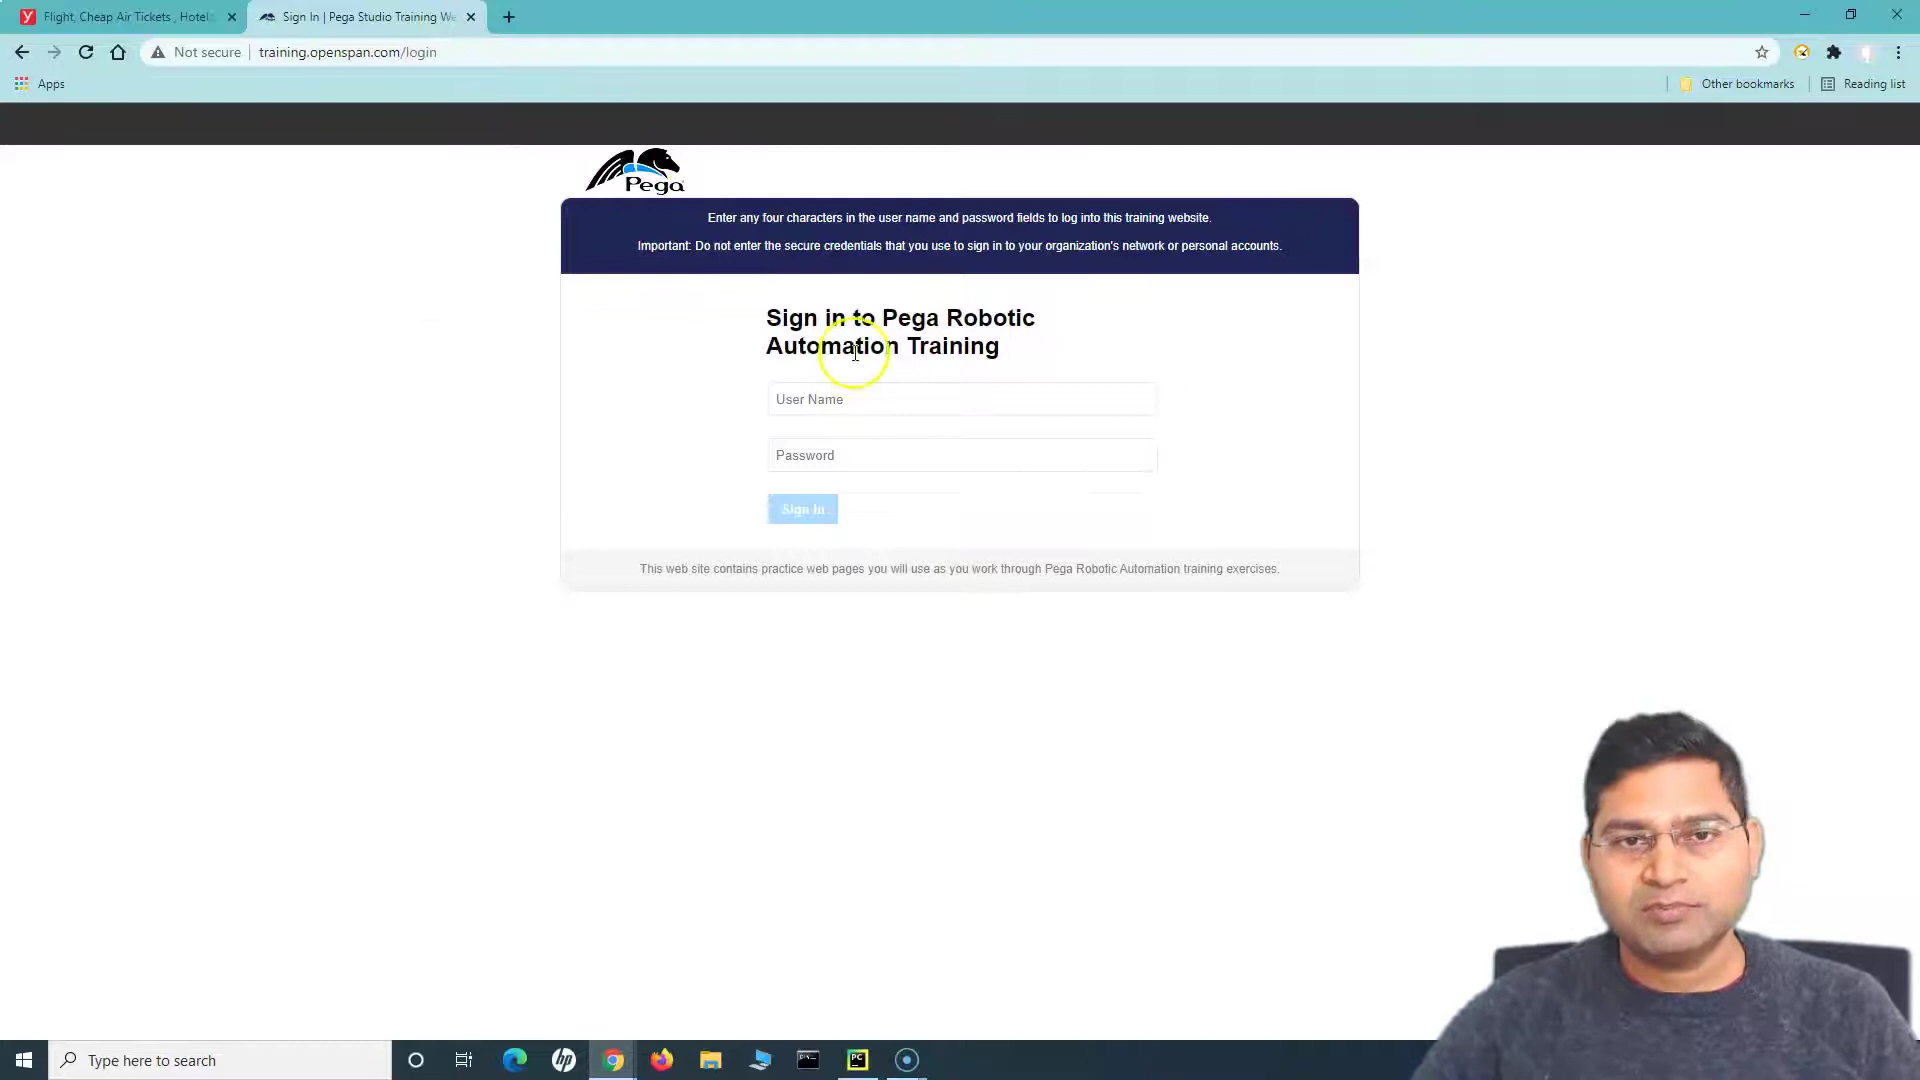 Flight, Cheap Air Tickets , Hotels
Sign In | Pega Studio Training We
Not secure
training.openspan.com/login
Apps
Other bookmarks
Reading list
Pega
Enter any four characters in the user name and password fields to log into this training website.
Important: Do not enter the secure credentials that you use to sign in to your organization's network or personal accounts.
Sign in to Pega Robotic
Automation Training
User Name
Password
Sign In
This web site contains practice web pages you will use as you work through Pega Robotic Automation training exercises.
Type here to search
hp
PC